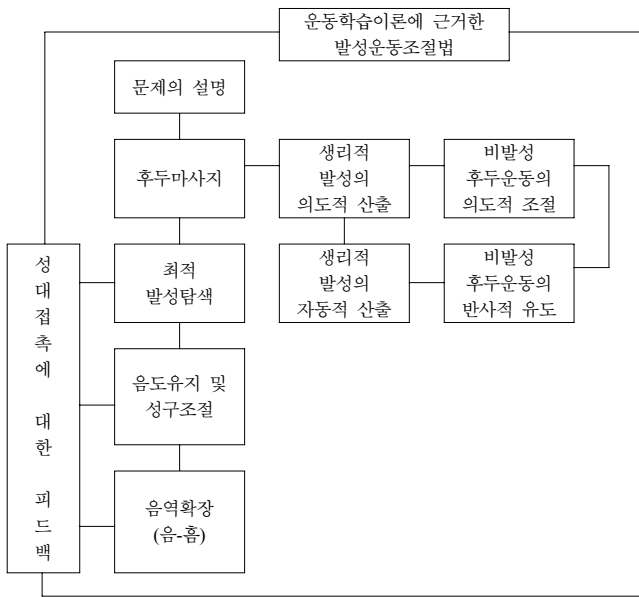 운동학습이론에 근거한
발성운동조절법
문제의 설명
후두마사지
생리적
발성의
의도적 산출
비발성
후두운동의
의도적 조절
성대접촉에 대한 피드백
최적
발성탐색
생리적
발성의
자동적 산출
비발성
후두운동의
반사적 유도
음도유지 및
성구조절
음역확장
(음-흠)